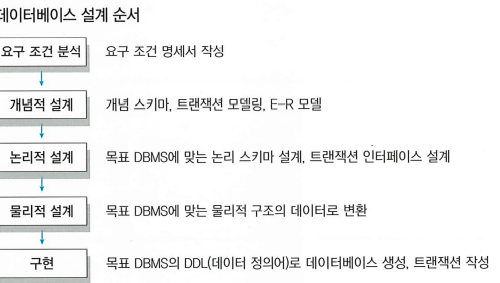 데이터베이스 설계 순서
요구 조건 분석 요구 조건 명세서 작성
개념적 설계 개념 스키마, 트랜잭션 모델링, E-R 모델
논리적 설계 목표 DBMS에 맞는 논리 스키마 설계, 트랜잭션 인터페이스 설계
물리적 설계 목표 DBMS에 맞는 물리적 구조의 데이터로 변환
구현 목표 DBMS의 DDL(데이터 정의어)로 데이터베이스 생성, 트랜잭션 작성